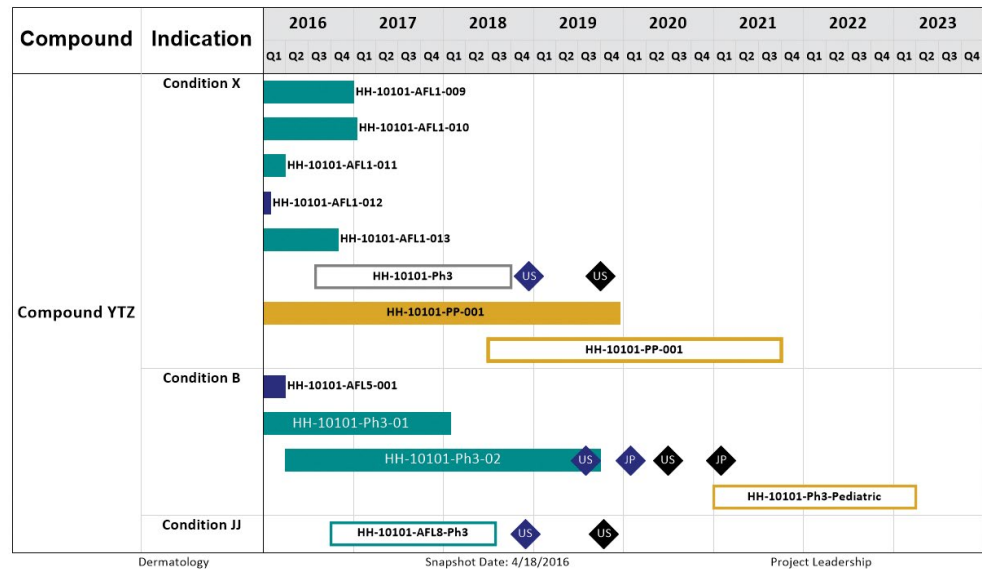 2016 2017 2018 2019 2020 2021 2022 2023
Compound Indication
Q1 Q2 Q3 Q4 Q1 Q2 Q3 Q4 Q1 Q2 Q3 Q4 Q1 Q2 Q3 Q4 Q1 Q2 Q3 Q4 Q1 Q2 Q3 Q4 Q1 Q2 Q3 Q4 Q1 Q2 Q3 Q4
Condition X
HH-10101-AFL1-009
HH-10101-AFL1-010
HH-10101-AFL1-011
HH-10101-AFL1-012
HH-10101-AFL1-013
HH-10101-Ph3 US US
Compound YTZ
HH-10101-PP-001
HH-10101-PP-001
Condition B
HH-10101-AFL5-001
HH-10101-Ph3-01
HH-10101-Ph3-02 US JP US JP
HH-10101-Ph3-Pediatric
Condition JJ
HH-10101-AFL8-Ph3 US US
Dermatology Snapshot Date: 4/18/2016 Project Leadership